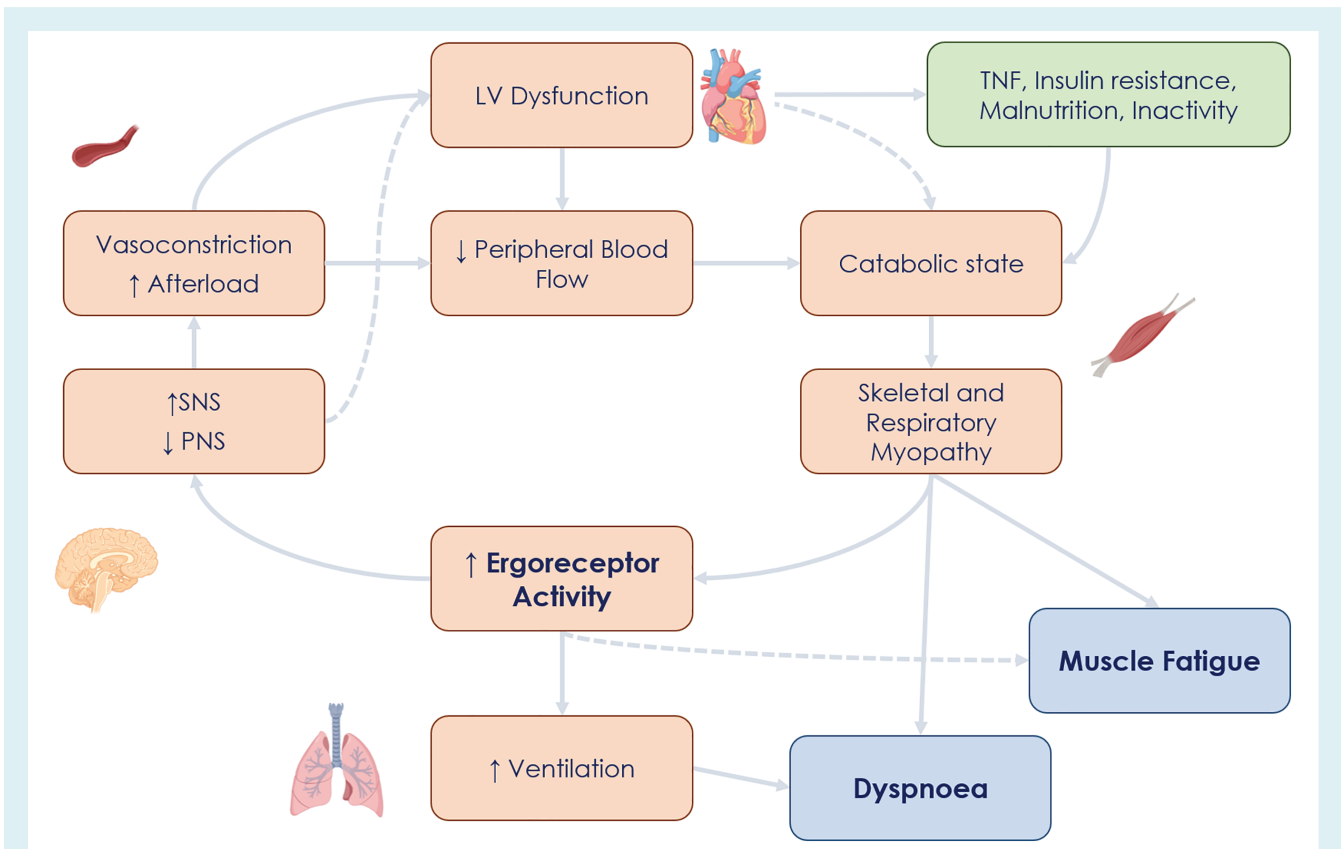 LV Dysfunction
TNF, Insulin resistance,
Malnutrition, Inactivity
Vasoconstriction
↑ Afterload
↓ Peripheral Blood
Flow
Catabolic state
↑SNS
↓ PNS
Skeletal and
Respiratory
Myopathy
↑ Ergoreceptor
Activity
Muscle Fatigue
↑ Ventilation
Dyspnoea